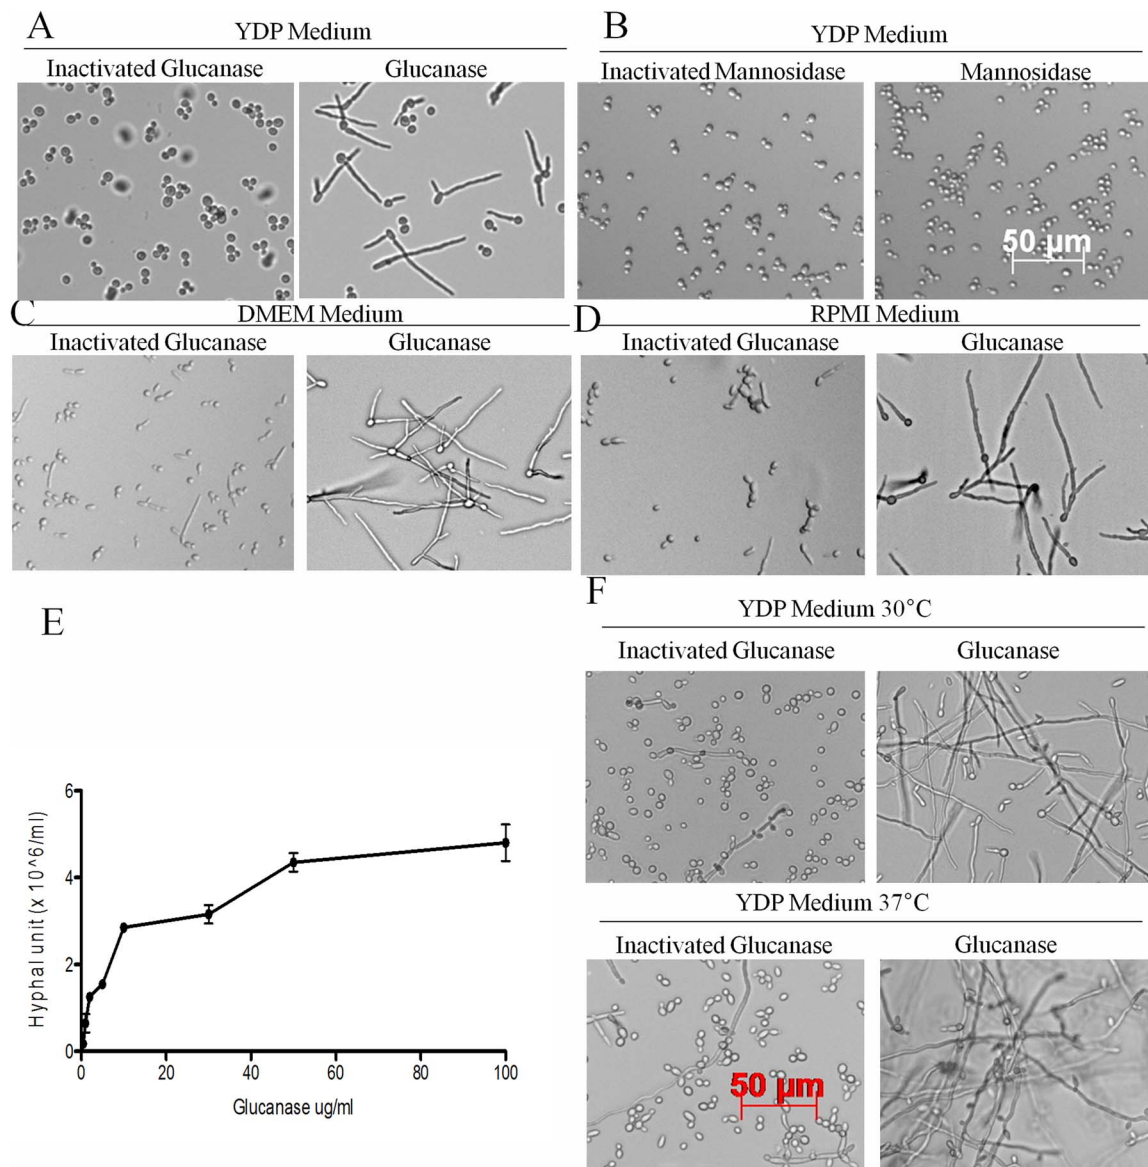 A
YDP Medium
Inactivated Glucanase
Glucanase
B
YDP Medium
Inactivated Mannosidase
Mannosidase
50 µm
C
DMEM Medium
Inactivated Glucanase
Glucanase
D
RPMI Medium
Inactivated Glucanase
Glucanase
E
Hyphal unit (x 10^6/ml)
6
4
2
0
0 20 40 60 80 100
Glucanase ug/ml
F
YDP Medium 30°C
Inactivated Glucanase
Glucanase
YDP Medium 37°C
Inactivated Glucanase
Glucanase
50 µm